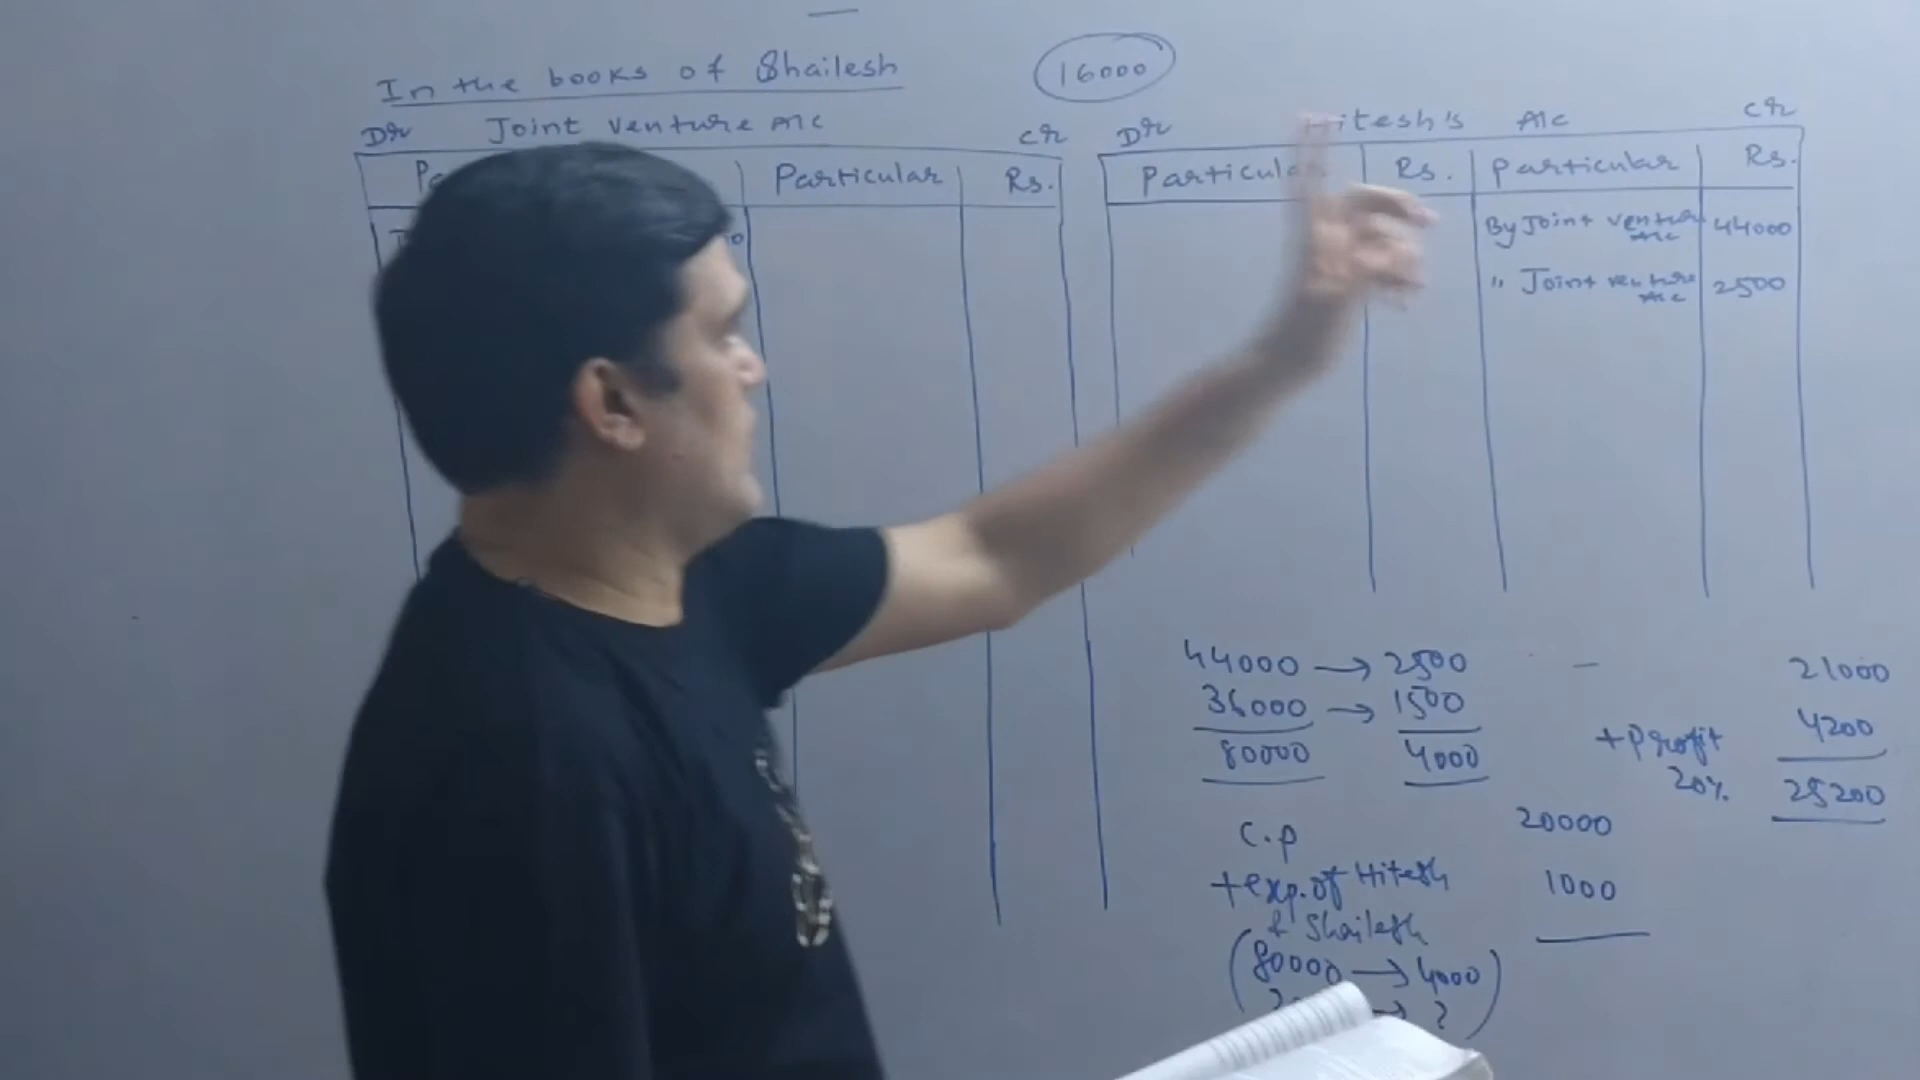 In the books of Shailesh
16000
Dr Joint venture A/c Cr
Particular Rs.
Dr Hitesh's A/c Cr
Particular Rs. Particular Rs.
By Joint venture A/c 44000
" Joint venture A/c 2500
44000 → 2500
36000 → 1500
80000 4000
21000
+ Profit 20% 4200
25200
C.P 20000
+ exp. of Hitesh 1000
& Shailesh
(80000 → 4000
→ ?)